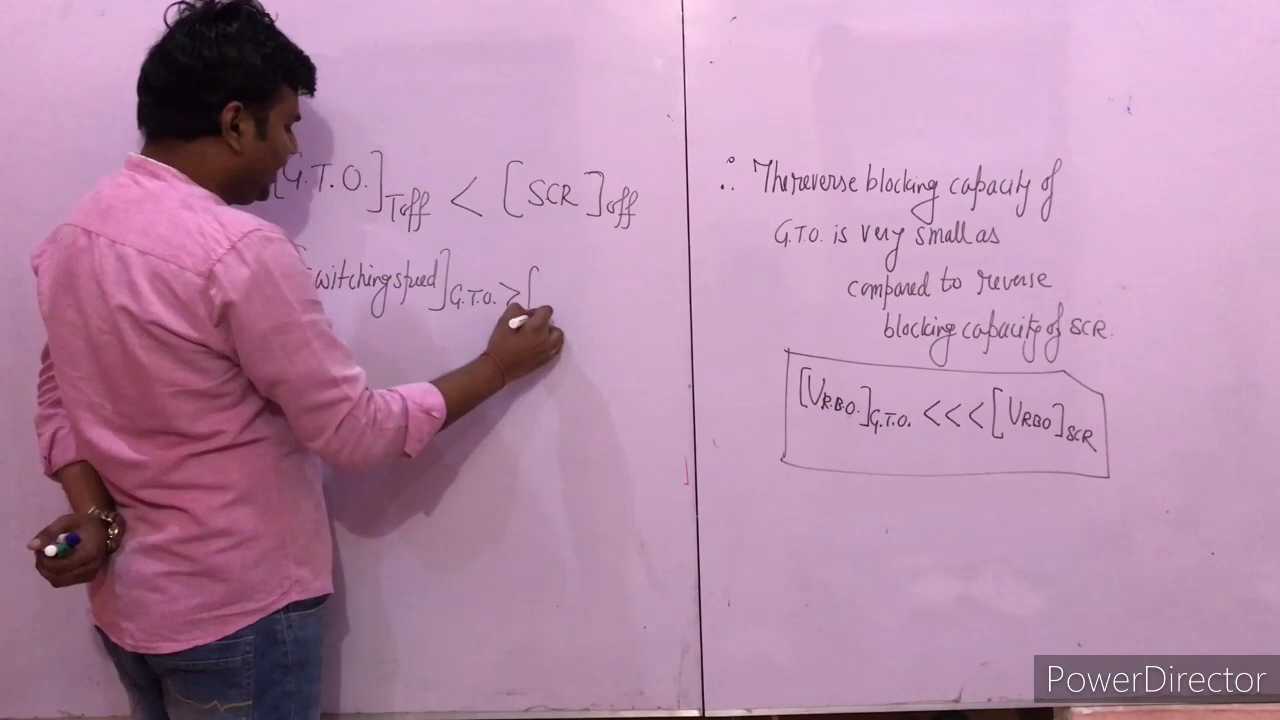 [G.T.O.]Toff < [SCR]off
[Switching speed]G.T.O. > [
∴ The reverse blocking capacity of
G.T.O. is very small as
compared to reverse
blocking capacity of SCR.
[VR.B.O.]G.T.O. <<< [VRBO]SCR
PowerDirector